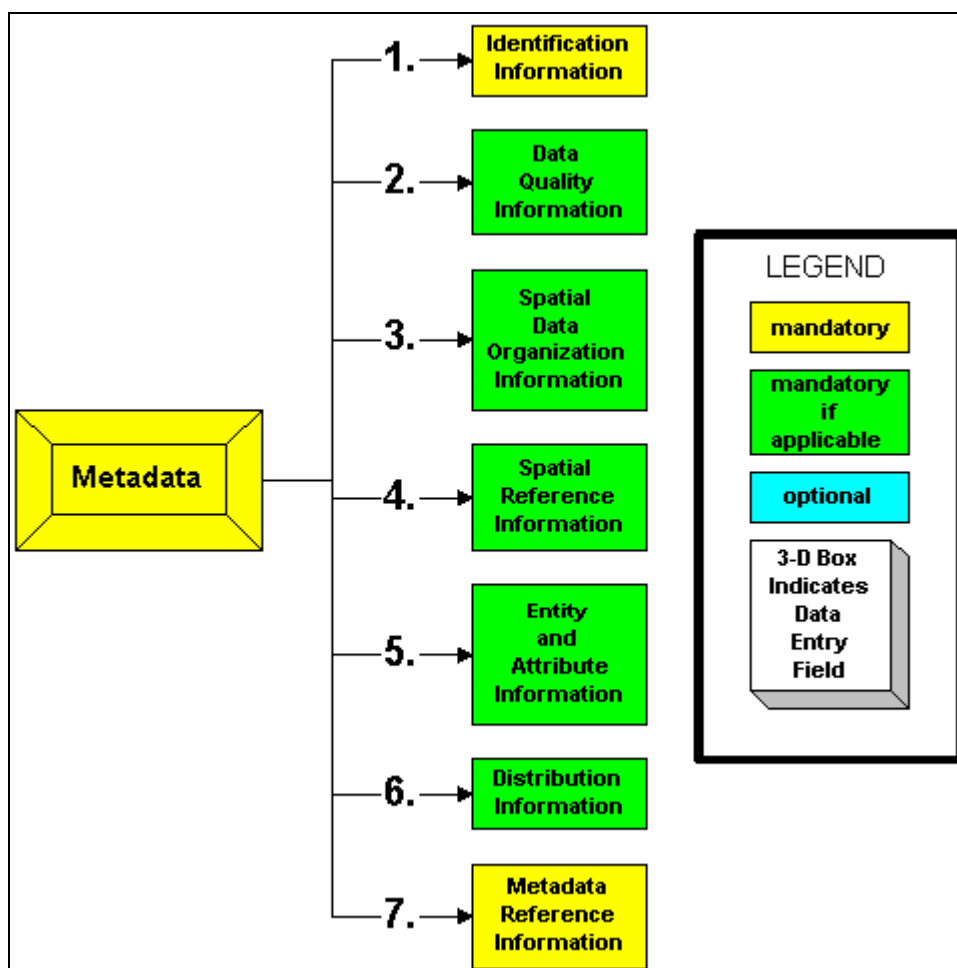 1.
Identification
Information
2.
Data
Quality
Information
3.
Spatial
Data
Organization
Information
Metadata
4.
Spatial
Reference
Information
5.
Entity
and
Attribute
Information
6.
Distribution
Information
7.
Metadata
Reference
Information
LEGEND
mandatory
mandatory
if
applicable
optional
3-D Box
Indicates
Data
Entry
Field